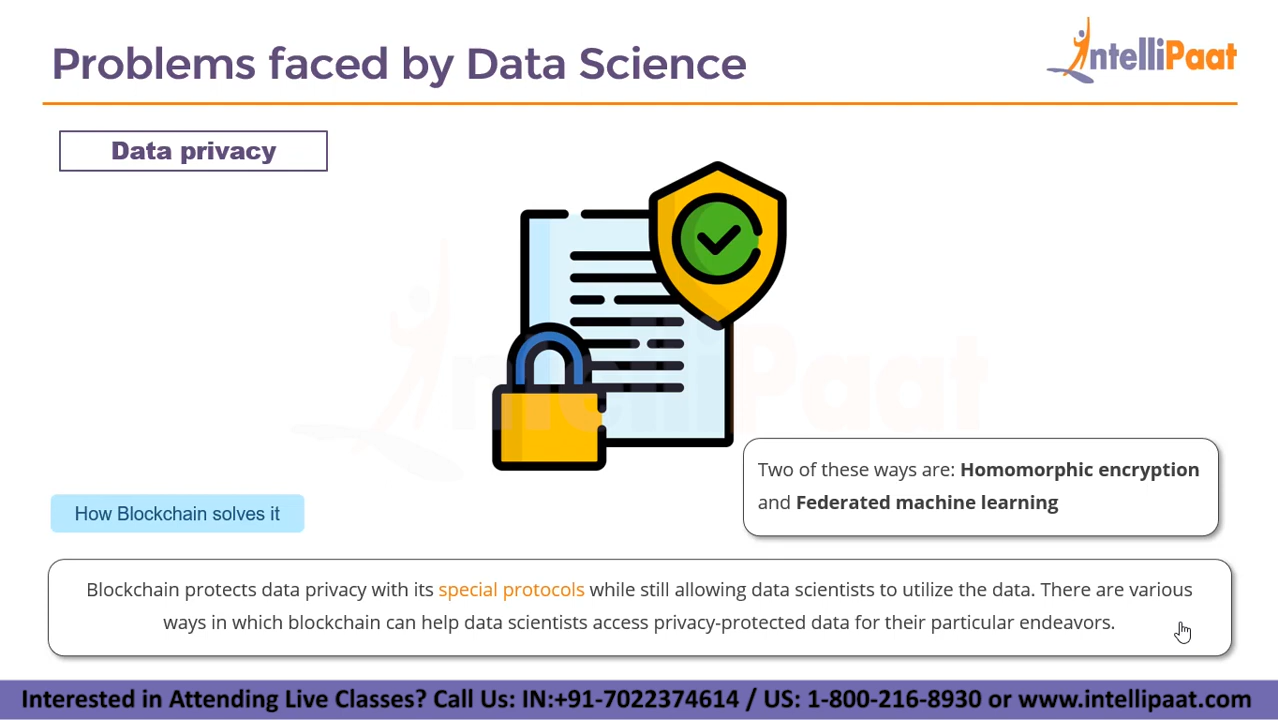 Problems faced by Data Science
IntelliPaat
Data privacy
IntelliPaat
Two of these ways are: Homomorphic encryption
and Federated machine learning
How Blockchain solves it
Blockchain protects data privacy with its special protocols while still allowing data scientists to utilize the data. There are various
ways in which blockchain can help data scientists access privacy-protected data for their particular endeavors.
Interested in Attending Live Classes? Call Us: IN:+91-7022374614 / US: 1-800-216-8930 or www.intellipaat.com